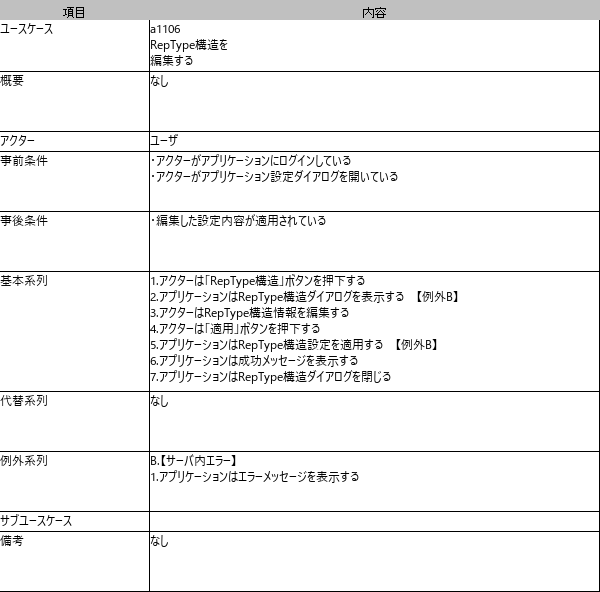 項目 内容
ユースケース a1106
RepType構造を
編集する
概要 なし
アクター ユーザ
事前条件 ・アクターがアプリケーションにログインしている
・アクターがアプリケーション設定ダイアログを開いている
事後条件 ・編集した設定内容が適用されている
基本系列 1.アクターは「RepType構造」ボタンを押下する
2.アプリケーションはRepType構造ダイアログを表示する 【例外B】
3.アクターはRepType構造情報を編集する
4.アクターは「適用」ボタンを押下する
5.アプリケーションはRepType構造設定を適用する 【例外B】
6.アプリケーションは成功メッセージを表示する
7.アプリケーションはRepType構造ダイアログを閉じる
代替系列 なし
例外系列 B.【サーバ内エラー】
1.アプリケーションはエラーメッセージを表示する
サブユースケース
備考 なし